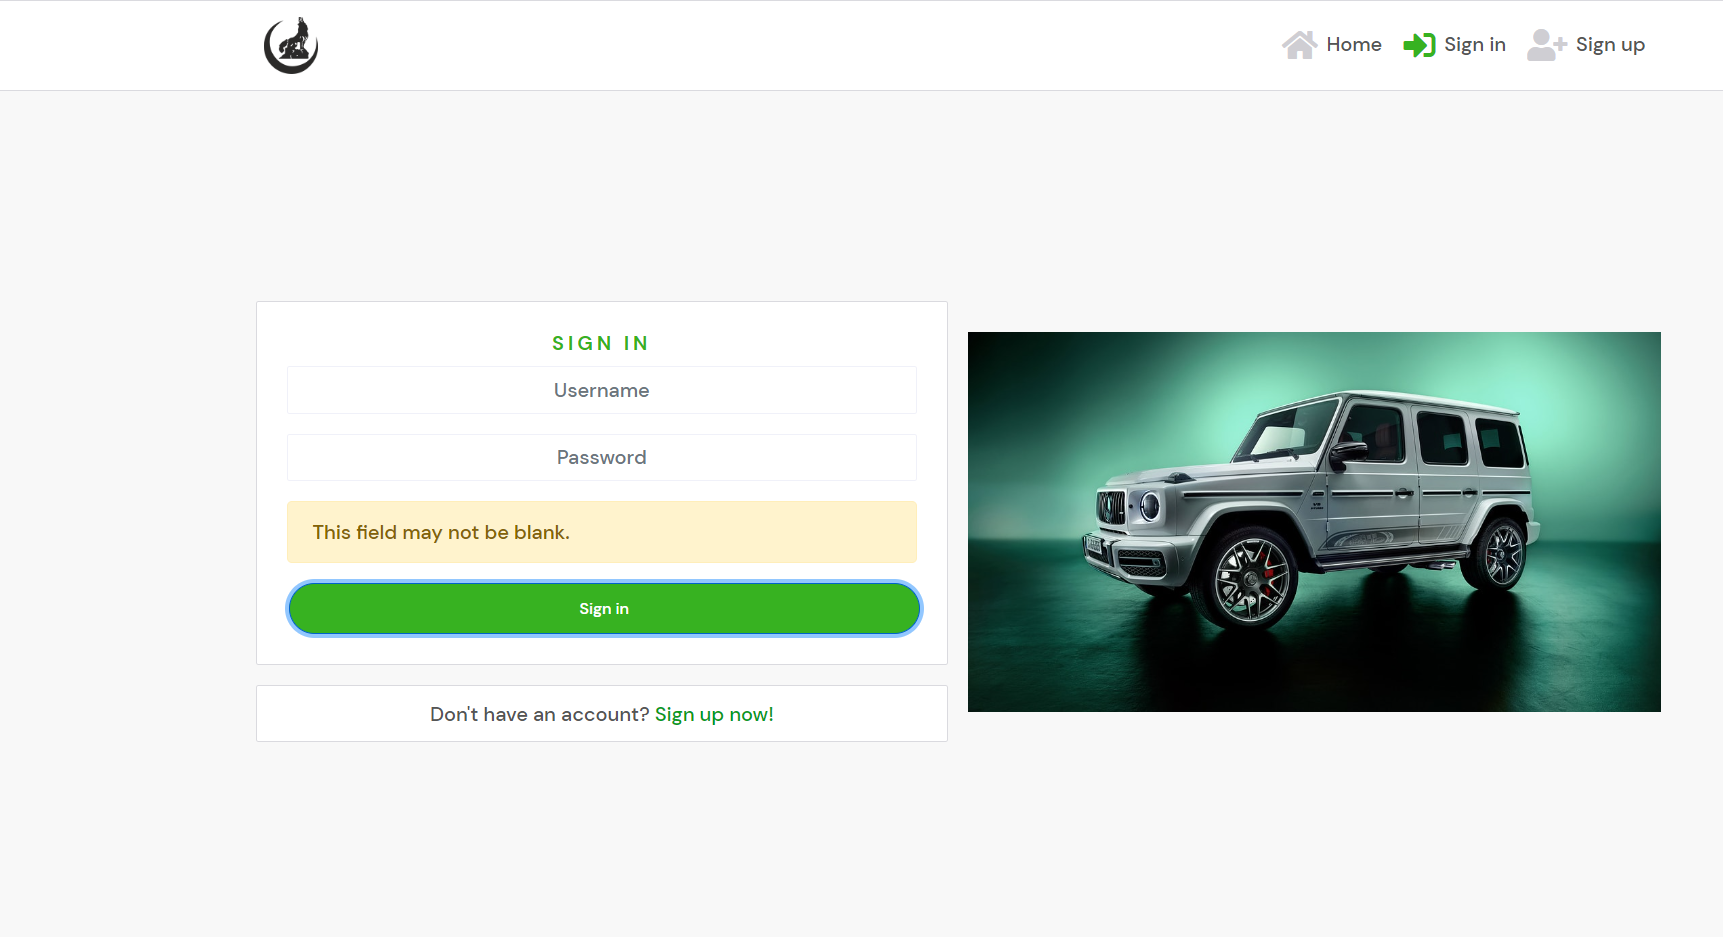 Home
Sign in
Sign up
SIGN IN
Username
Password
This field may not be blank.
Sign in
Don't have an account? Sign up now!